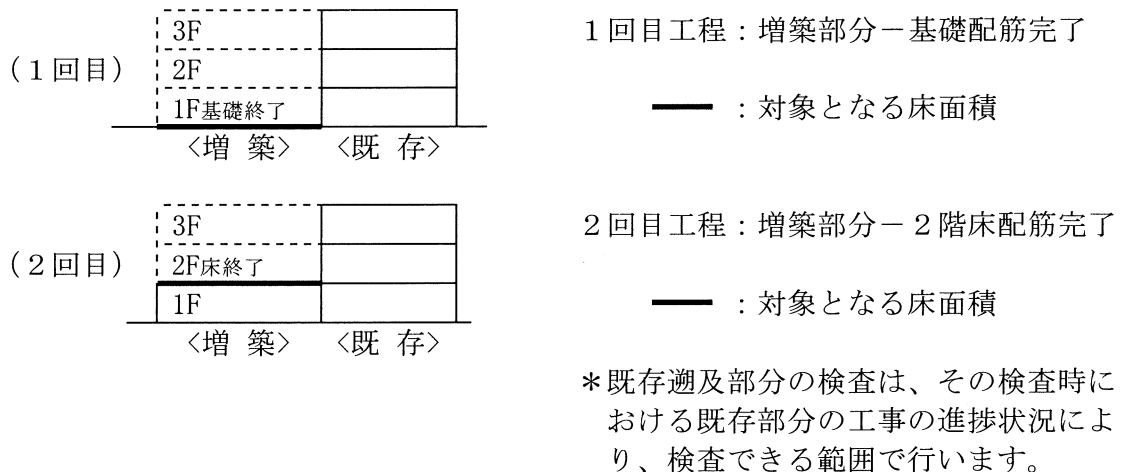 (1回目)
3F
2F
1F基礎終了
<増 築> <既 存>
1回目工程:増築部分-基礎配筋完了
:対象となる床面積
(2回目)
3F
2F床終了
1F
<増 築> <既 存>
2回目工程:増築部分-2階床配筋完了
:対象となる床面積
*既存遡及部分の検査は、その検査時に
おける既存部分の工事の進捗状況によ
り、検査できる範囲で行います。